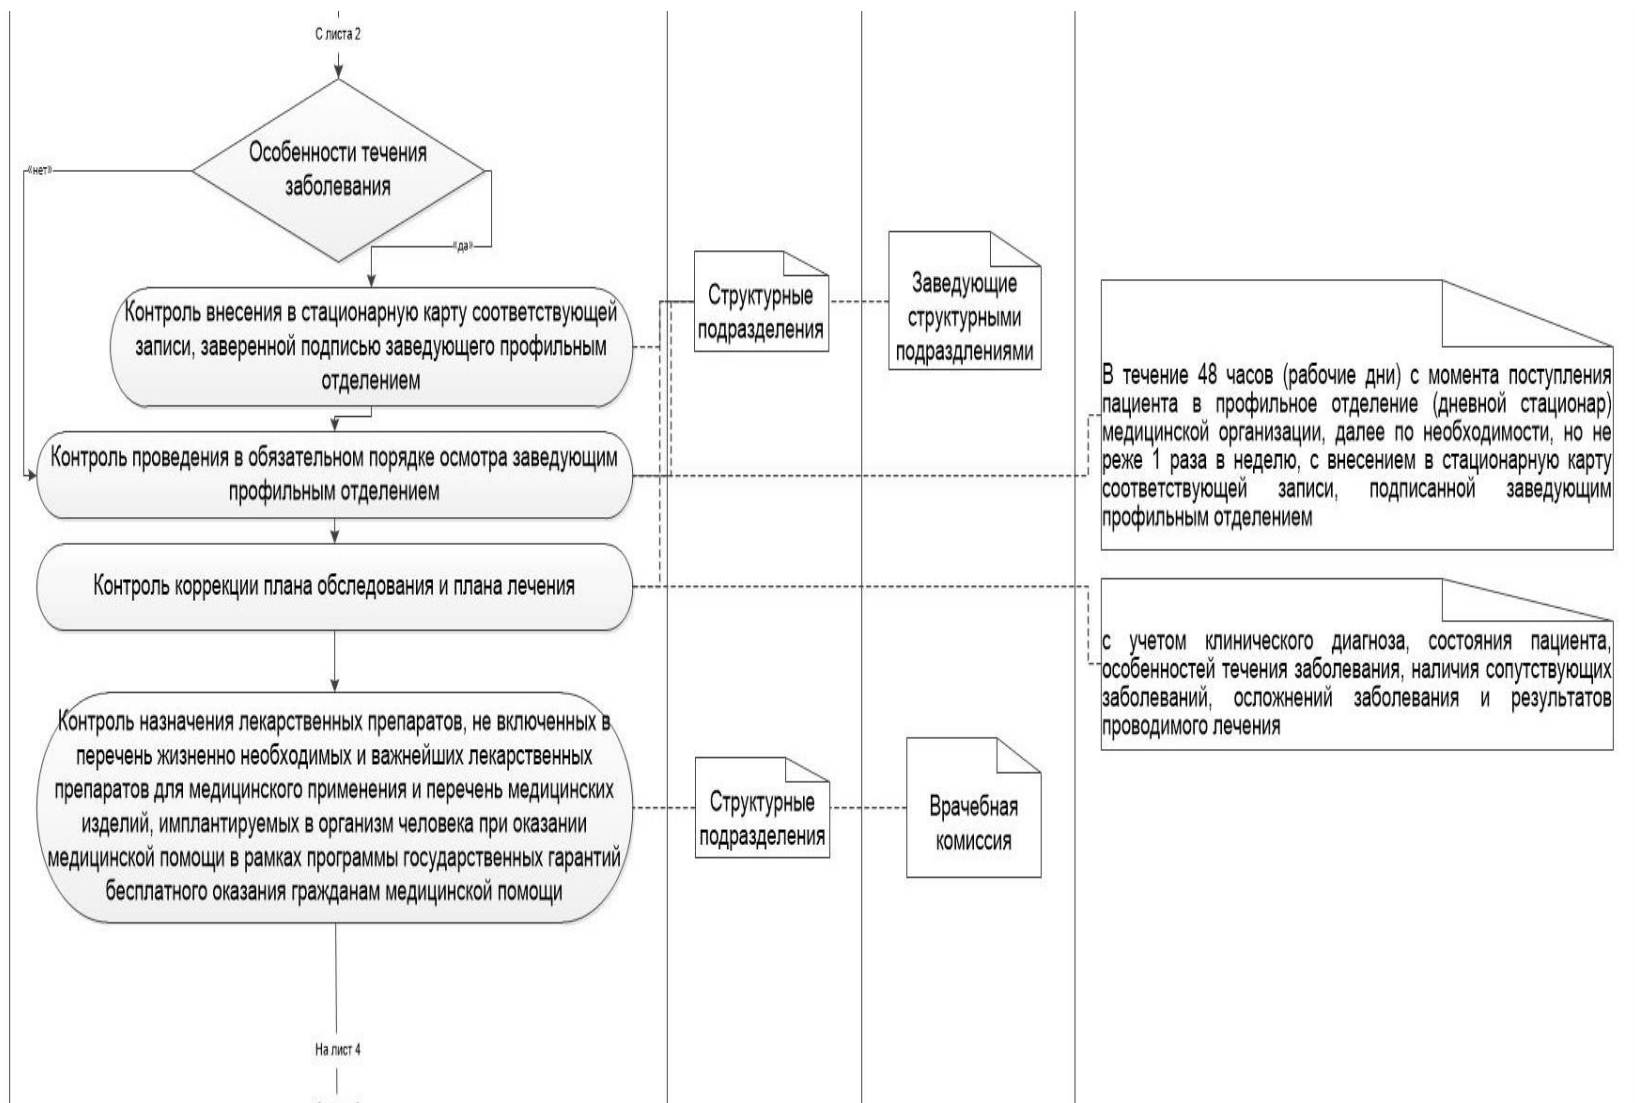 С листа 2
Особенности течения
заболевания
«нет»
«да»
Контроль внесения в стационарную карту соответствующей
записи, заверенной подписью заведующего профильным
отделением
Структурные
подразделения
Заведующие
структурными
подраздлениями
Контроль проведения в обязательном порядке осмотра заведующим
профильным отделением
В течение 48 часов (рабочие дни) с момента поступления
пациента в профильное отделение (дневной стационар)
медицинской организации, далее по необходимости, но не
реже 1 раза в неделю, с внесением в стационарную карту
соответствующей записи, подписанной заведующим
профильным отделением
Контроль коррекции плана обследования и плана лечения
с учетом клинического диагноза, состояния пациента,
особенностей течения заболевания, наличия сопутствующих
заболеваний, осложнений заболевания и результатов
проводимого лечения
Контроль назначения лекарственных препаратов, не включенных в
перечень жизненно необходимых и важнейших лекарственных
препаратов для медицинского применения и перечень медицинских
изделий, имплантируемых в организм человека при оказании
медицинской помощи в рамках программы государственных гарантий
бесплатного оказания гражданам медицинской помощи
Структурные
подразделения
Врачебная
комиссия
На лист 4